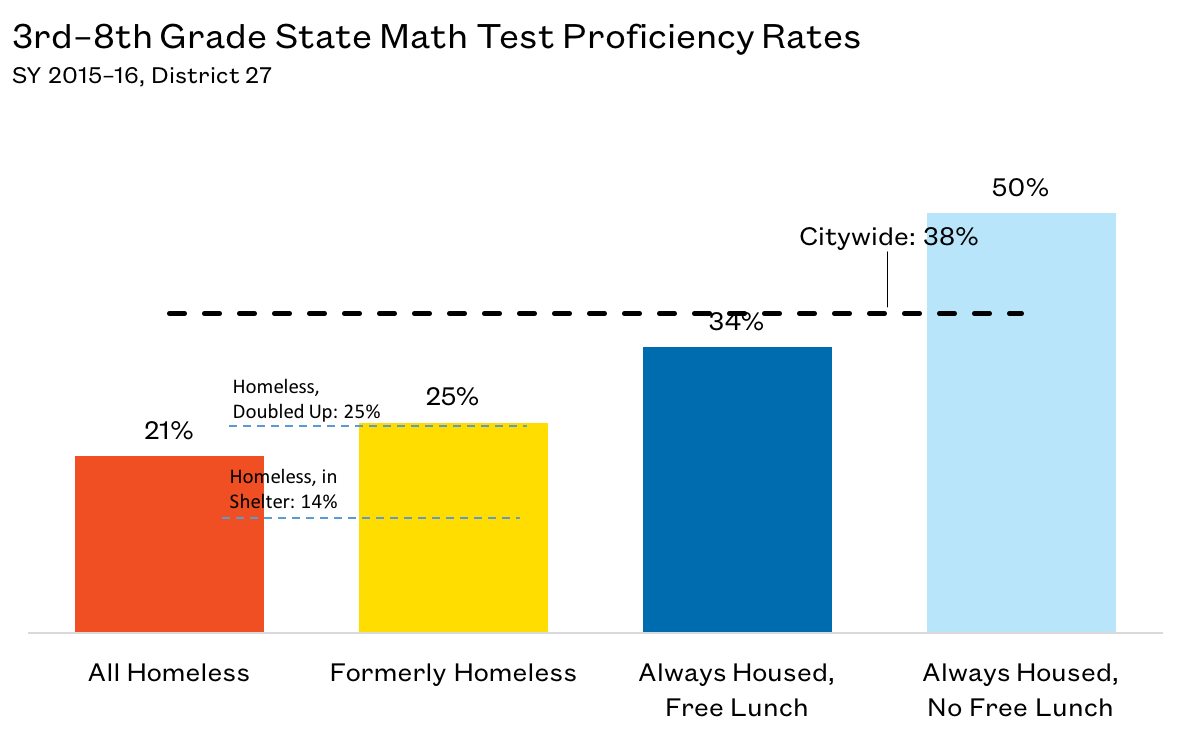 3rd–8th Grade State Math Test Proficiency Rates
SY 2015–16, District 27
50%
Citywide: 38%
34%
Homeless,
Doubled Up: 25%
25%
21%
Homeless, in
Shelter: 14%
All Homeless
Formerly Homeless
Always Housed,
Free Lunch
Always Housed,
No Free Lunch